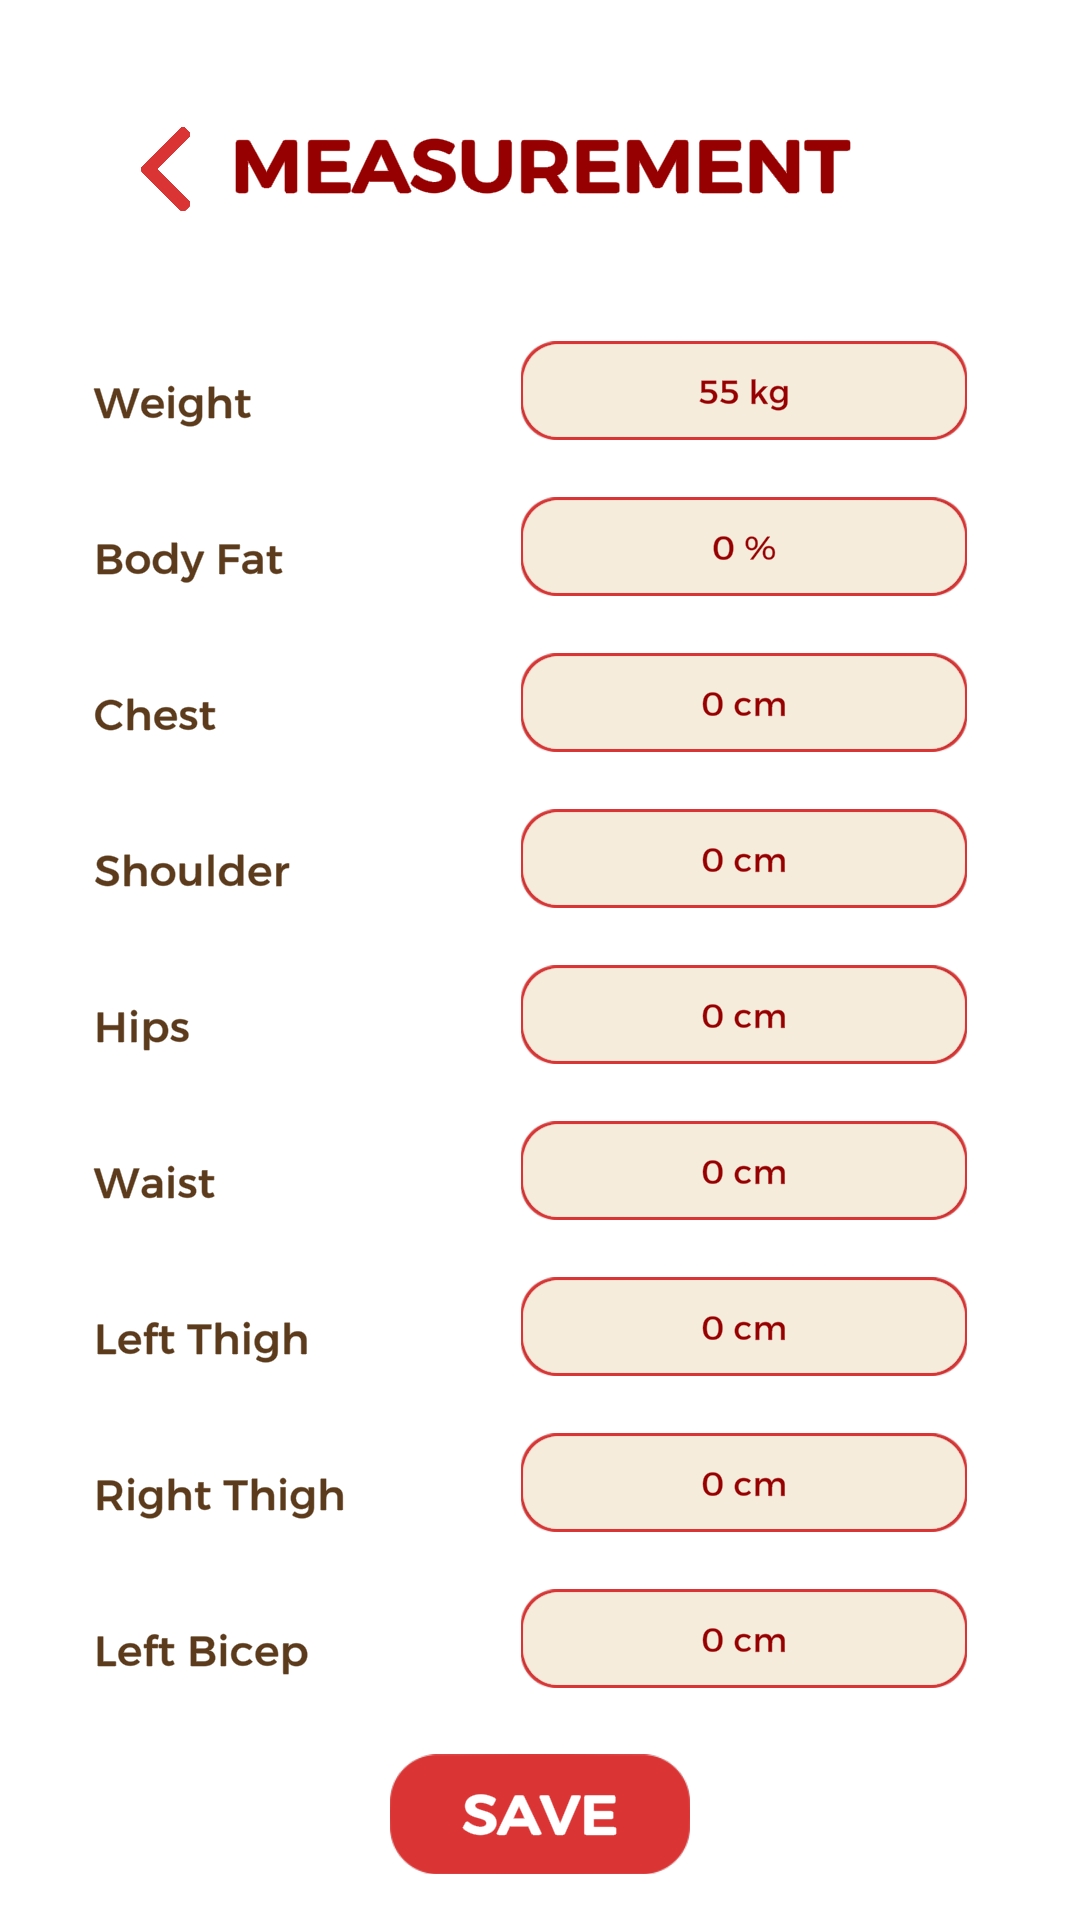 MEASUREMENT
Weight 55 kg
Body Fat 0 %
Chest 0 cm
Shoulder 0 cm
Hips 0 cm
Waist 0 cm
Left Thigh 0 cm
Right Thigh 0 cm
Left Bicep 0 cm
SAVE